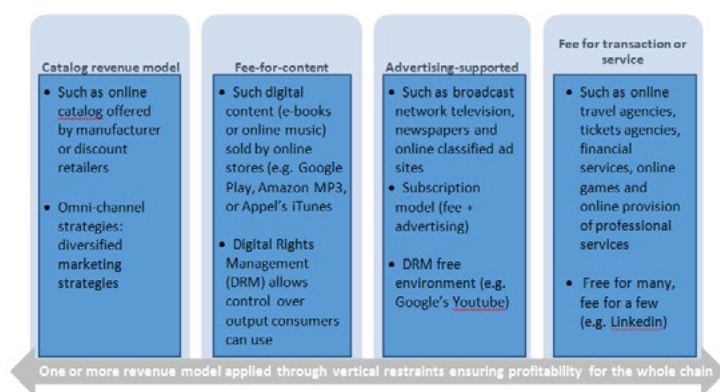 Catalog revenue model
• Such as online
catalog offered
by manufacturer
or discount
retailers
• Omni-channel
strategies:
diversified
marketing
strategies
Fee-for-content
• Such digital
content (e-books
or online music)
sold by online
stores (e.g. Google
Play, Amazon MP3,
or Appel's iTunes
• Digital Rights
Management
(DRM) allows
control over
output consumers
can use
Advertising-supported
• Such as broadcast
network television,
newspapers and
online classified ad
sites
• Subscription
model (fee +
advertising)
• DRM free
environment (e.g.
Google's Youtube)
Fee for transaction or
service
• Such as online
travel agencies,
tickets agencies,
financial
services, online
games and
online provision
of professional
services
• Free for many,
fee for a few
(e.g. Linkedin)
One or more revenue model applied through vertical restraints ensuring profitability for the whole chain